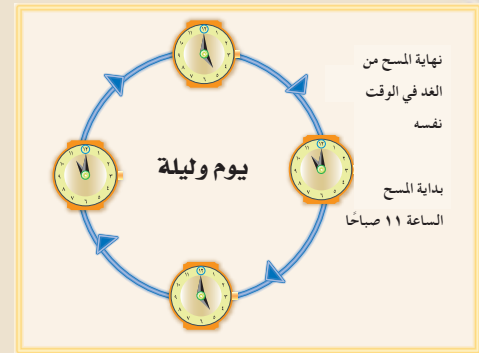 نهاية المسح من
الغد في الوقت
نفسه
يوم وليلة
بداية المسح
الساعة ١١ صباحًا